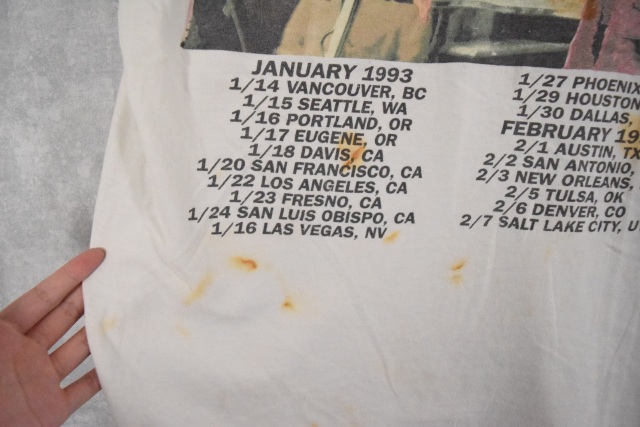 JANUARY 1993
1/14 VANCOUVER, BC
1/15 SEATTLE, WA
1/16 PORTLAND, OR
1/17 EUGENE, OR
1/18 DAVIS, CA
1/20 SAN FRANCISCO, CA
1/22 LOS ANGELES, CA
1/23 FRESNO, CA
1/24 SAN LUIS OBISPO, CA
1/16 LAS VEGAS, NV
1/27 PHOENIX
1/29 HOUSTON
1/30 DALLAS,
FEBRUARY 19
2/1 AUSTIN, TX
2/2 SAN ANTONIO,
2/3 NEW ORLEANS,
2/5 TULSA, OK
2/6 DENVER, CO
2/7 SALT LAKE CITY, U